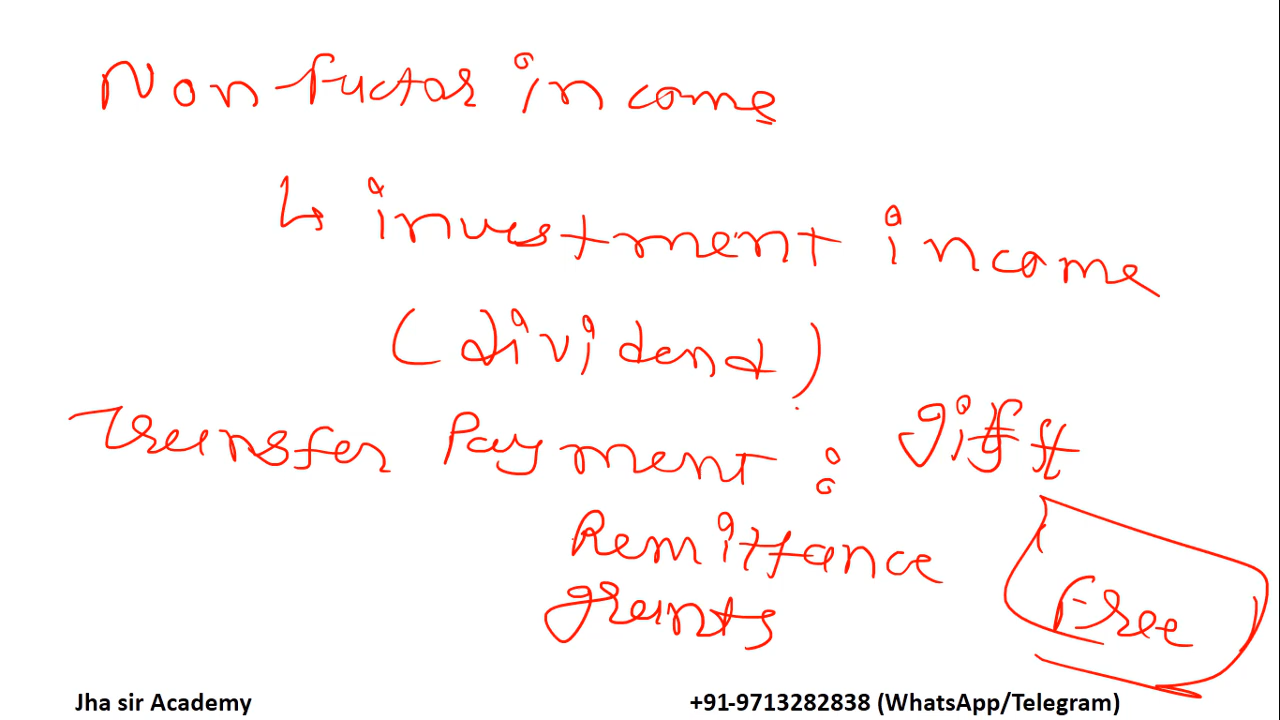 Non-factor income
↳ investment income
(dividend)
Transfer Payment : gift
Remittance
grants
Free
Jha sir Academy
+91-9713282838 (WhatsApp/Telegram)